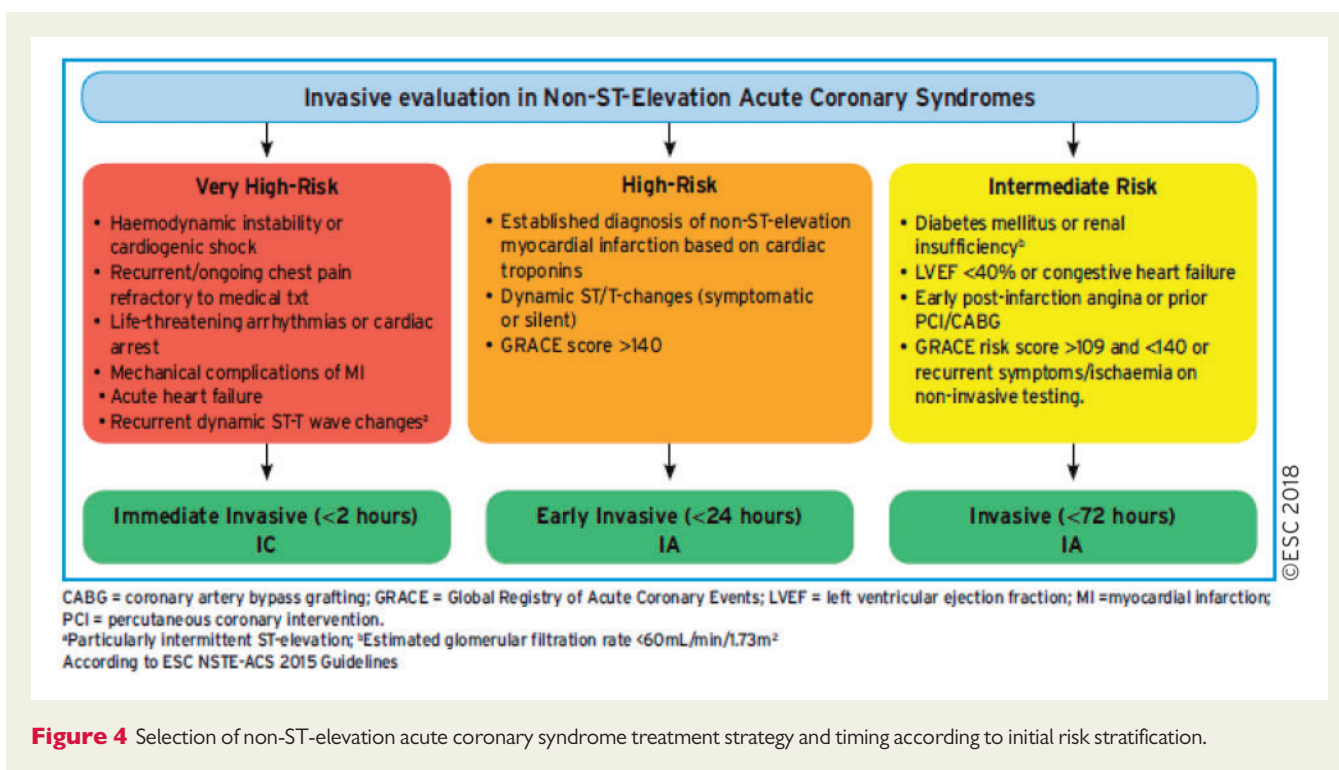 Invasive evaluation in Non-ST-Elevation Acute Coronary Syndromes
Very High-Risk
• Haemodynamic instability or
cardiogenic shock
• Recurrent/ongoing chest pain
refractory to medical txt
• Life-threatening arrhythmias or cardiac
arrest
• Mechanical complications of MI
• Acute heart failure
• Recurrent dynamic ST-T wave changesᵃ
Immediate Invasive (<2 hours)
IC
High-Risk
• Established diagnosis of non-ST-elevation
myocardial infarction based on cardiac
troponins
• Dynamic ST/T-changes (symptomatic
or silent)
• GRACE score >140
Early Invasive (<24 hours)
IA
Intermediate Risk
• Diabetes mellitus or renal
insufficiencyᵇ
• LVEF <40% or congestive heart failure
• Early post-infarction angina or prior
PCI/CABG
• GRACE risk score >109 and <140 or
recurrent symptoms/ischaemia on
non-invasive testing.
Invasive (<72 hours)
IA
©ESC 2018
CABG = coronary artery bypass grafting; GRACE = Global Registry of Acute Coronary Events; LVEF = left ventricular ejection fraction; MI =myocardial infarction;
PCI = percutaneous coronary intervention.
ᵃParticularly intermittent ST-elevation; ᵇEstimated glomerular filtration rate <60mL/min/1.73m²
According to ESC NSTE-ACS 2015 Guidelines
Figure 4 Selection of non-ST-elevation acute coronary syndrome treatment strategy and timing according to initial risk stratification.